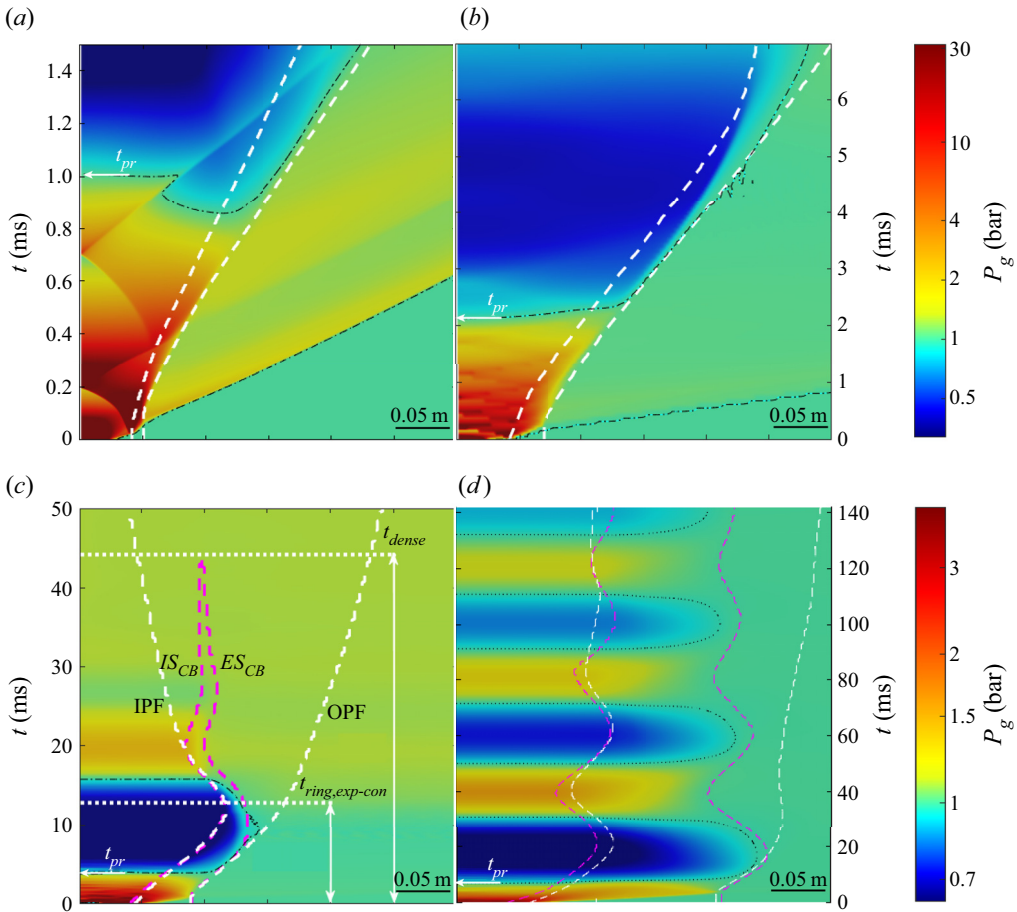 (a)
(b)
1.4
1.2
1.0
0.8
0.6
0.4
0.2
0
t (ms)
t_pr
0.05 m
6
5
4
3
2
1
0
t (ms)
t_pr
0.05 m
30
10
4
2
1
0.5
P_g (bar)
(c)
(d)
50
40
30
20
10
0
t (ms)
t_dense
IS_CB
ES_CB
IPF
OPF
t_ring,exp-con
t_pr
0.05 m
140
120
100
80
60
40
20
0
t (ms)
t_pr
0.05 m
3
2
1.5
1
0.7
P_g (bar)